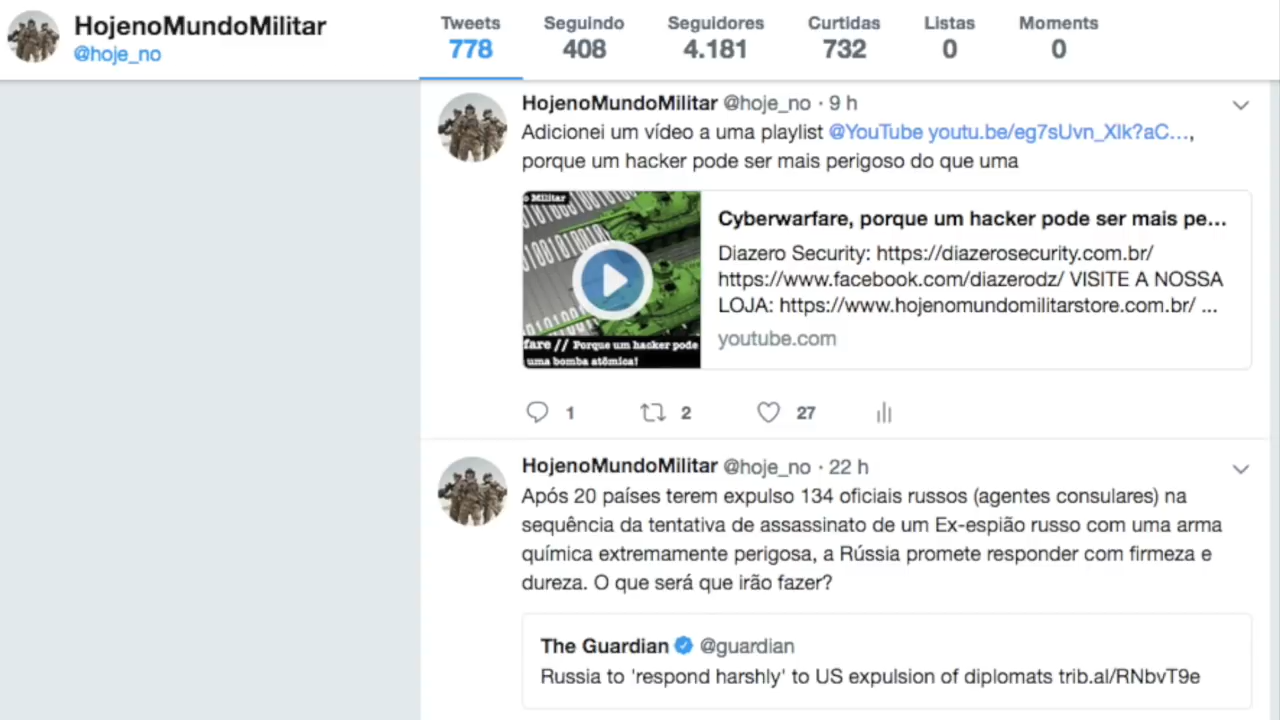 HojenoMundoMilitar
@hoje_no
Tweets
778
Seguindo
408
Seguidores
4.181
Curtidas
732
Listas
0
Moments
0
HojenoMundoMilitar @hoje_no · 9 h
Adicionei um vídeo a uma playlist @YouTube youtu.be/eg7sUvn_Xlk?aC…,
porque um hacker pode ser mais perigoso do que uma
o Militar
fare // Porque um hacker pode
uma bomba atômica!
Cyberwarfare, porque um hacker pode ser mais pe...
Diazero Security: https://diazerosecurity.com.br/
https://www.facebook.com/diazerodz/ VISITE A NOSSA
LOJA: https://www.hojenomundomilitarstore.com.br/ ...
youtube.com
1 2 27
HojenoMundoMilitar @hoje_no · 22 h
Após 20 países terem expulso 134 oficiais russos (agentes consulares) na
sequência da tentativa de assassinato de um Ex-espião russo com uma arma
química extremamente perigosa, a Rússia promete responder com firmeza e
dureza. O que será que irão fazer?
The Guardian @guardian
Russia to 'respond harshly' to US expulsion of diplomats trib.al/RNbvT9e